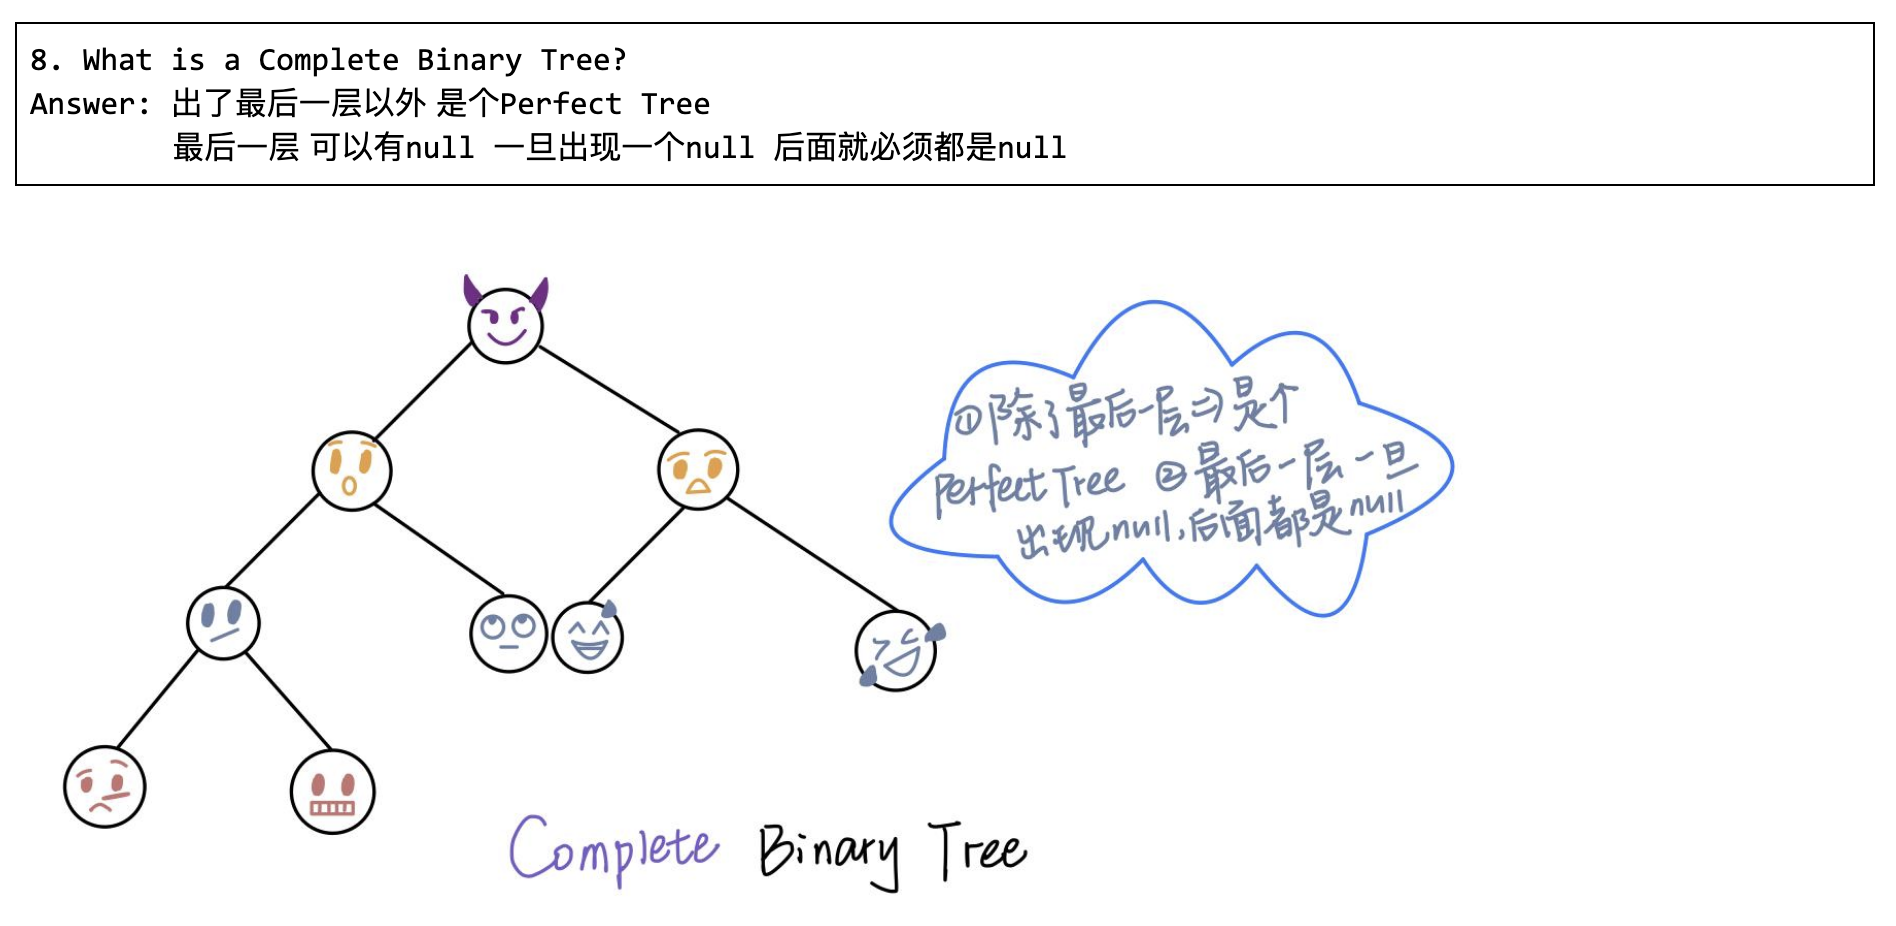 8. What is a Complete Binary Tree?
Answer: 出了最后一层以外 是个Perfect Tree
最后一层 可以有null 一旦出现一个null 后面就必须都是null
①除了最后一层⇒是个
Perfect Tree ②最后一层一旦
出现null,后面都是null
Complete Binary Tree